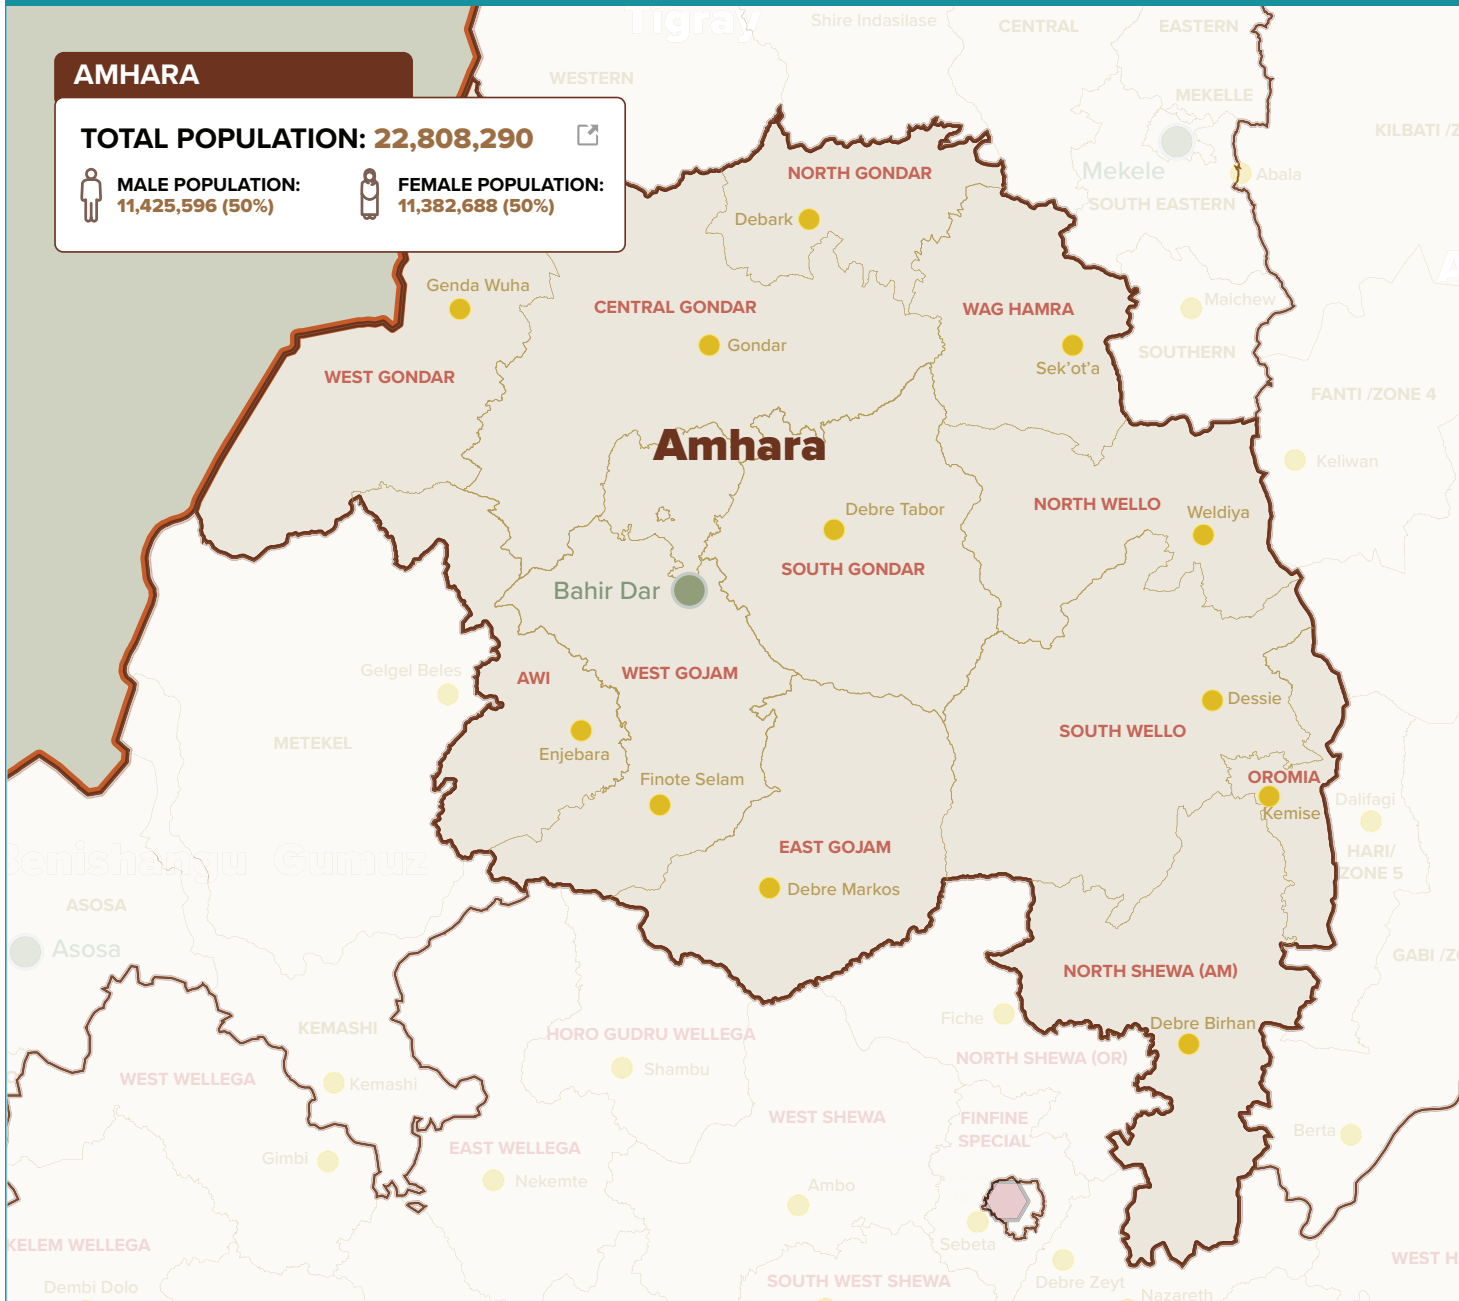 Tigray
Shire Indasilase
CENTRAL
EASTERN
WESTERN
AMHARA
TOTAL POPULATION: 22,808,290
MALE POPULATION:
11,425,596 (50%)
FEMALE POPULATION:
11,382,688 (50%)
MEKELLE
KILBATI /Z
Mekele
Abala
SOUTH EASTERN
NORTH GONDAR
Debark
Genda Wuha
CENTRAL GONDAR
WAG HAMRA
Maichew
Gondar
SOUTHERN
Sek’ot’a
WEST GONDAR
FANTI /ZONE 4
Amhara
Keliwan
NORTH WELLO
Debre Tabor
Weldiya
SOUTH GONDAR
Bahir Dar
Gelgel Beles
AWI
WEST GOJAM
Dessie
SOUTH WELLO
METEKEL
Enjebara
Finote Selam
OROMIA
Kemise
Dalifagi
EAST GOJAM
HARI/
ZONE 5
Benishangu Gumuz
Debre Markos
ASOSA
Asosa
GABI /ZO
NORTH SHEWA (AM)
Fiche
Debre Birhan
KEMASHI
HORO GUDRU WELLEGA
NORTH SHEWA (OR)
Shambu
WEST WELLEGA
Kemashi
WEST SHEWA
FINFINE
SPECIAL
Berta
EAST WELLEGA
Gimbi
Nekemte
Ambo
Sebeta
KELEM WELLEGA
WEST H
SOUTH WEST SHEWA
Debre Zeyt
Dembi Dolo
Nazareth